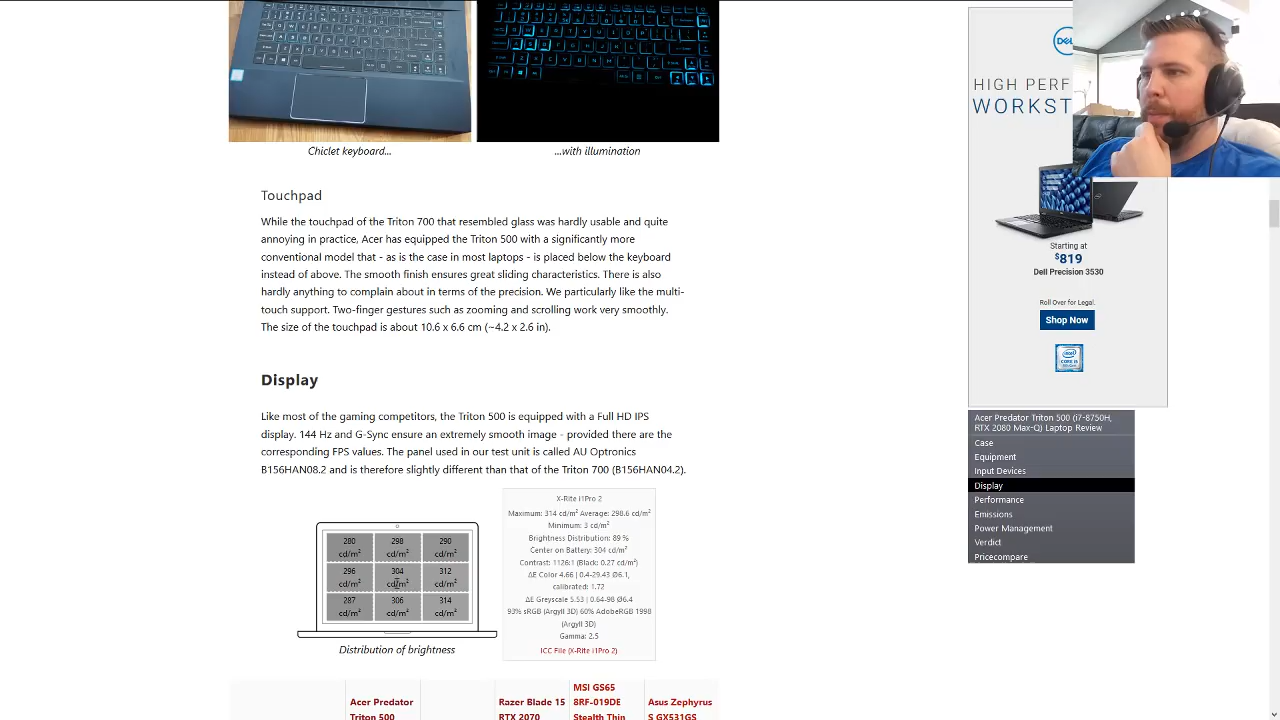 Chiclet keyboard...
...with illumination
Touchpad
While the touchpad of the Triton 700 that resembled glass was hardly usable and quite
annoying in practice, Acer has equipped the Triton 500 with a significantly more
conventional model that - as is the case in most laptops - is placed below the keyboard
instead of above. The smooth finish ensures great sliding characteristics. There is also
hardly anything to complain about in terms of the precision. We particularly like the multi-
touch support. Two-finger gestures such as zooming and scrolling work very smoothly.
The size of the touchpad is about 10.6 x 6.6 cm (~4.2 x 2.6 in).
Display
Like most of the gaming competitors, the Triton 500 is equipped with a Full HD IPS
display. 144 Hz and G-Sync ensure an extremely smooth image - provided there are the
corresponding FPS values. The panel used in our test unit is called AU Optronics
B156HAN08.2 and is therefore slightly different than that of the Triton 700 (B156HAN04.2).
280 298 290
cd/m² cd/m² cd/m²
296 304 312
cd/m² cd/m² cd/m²
287 306 314
cd/m² cd/m² cd/m²
Distribution of brightness
X-Rite i1Pro 2
Maximum: 314 cd/m² Average: 298.6 cd/m²
Minimum: 3 cd/m²
Brightness Distribution: 89 %
Center on Battery: 304 cd/m²
Contrast: 1126:1 (Black: 0.27 cd/m²)
ΔE Color 4.66 | 0.4-29.43 Ø6.1,
calibrated: 1.72
ΔE Greyscale 5.53 | 0.64-98 Ø6.4
93% sRGB (Argyll 3D) 60% AdobeRGB 1998
(Argyll 3D)
Gamma: 2.5
ICC File (X-Rite i1Pro 2)
Acer Predator
Triton 500
Razer Blade 15
RTX 2070
MSI GS65
8RF-019DE
Stealth Thin
Asus Zephyrus
S GX531GS
DELL
HIGH PERF
WORKST
Starting at
$819
Dell Precision 3530
Roll Over for Legal.
Shop Now
Acer Predator Triton 500 (i7-8750H,
RTX 2080 Max-Q) Laptop Review
Case
Equipment
Input Devices
Display
Performance
Emissions
Power Management
Verdict
Pricecompare